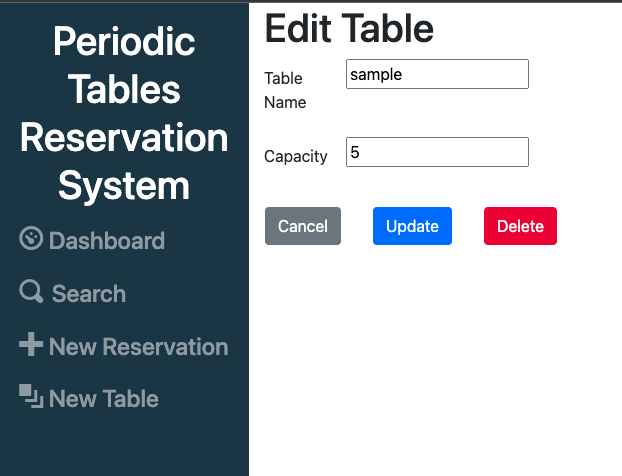 Periodic
Tables
Reservation
System
Dashboard
Search
New Reservation
New Table
Edit Table
Table
Name
sample
Capacity
5
Cancel
Update
Delete